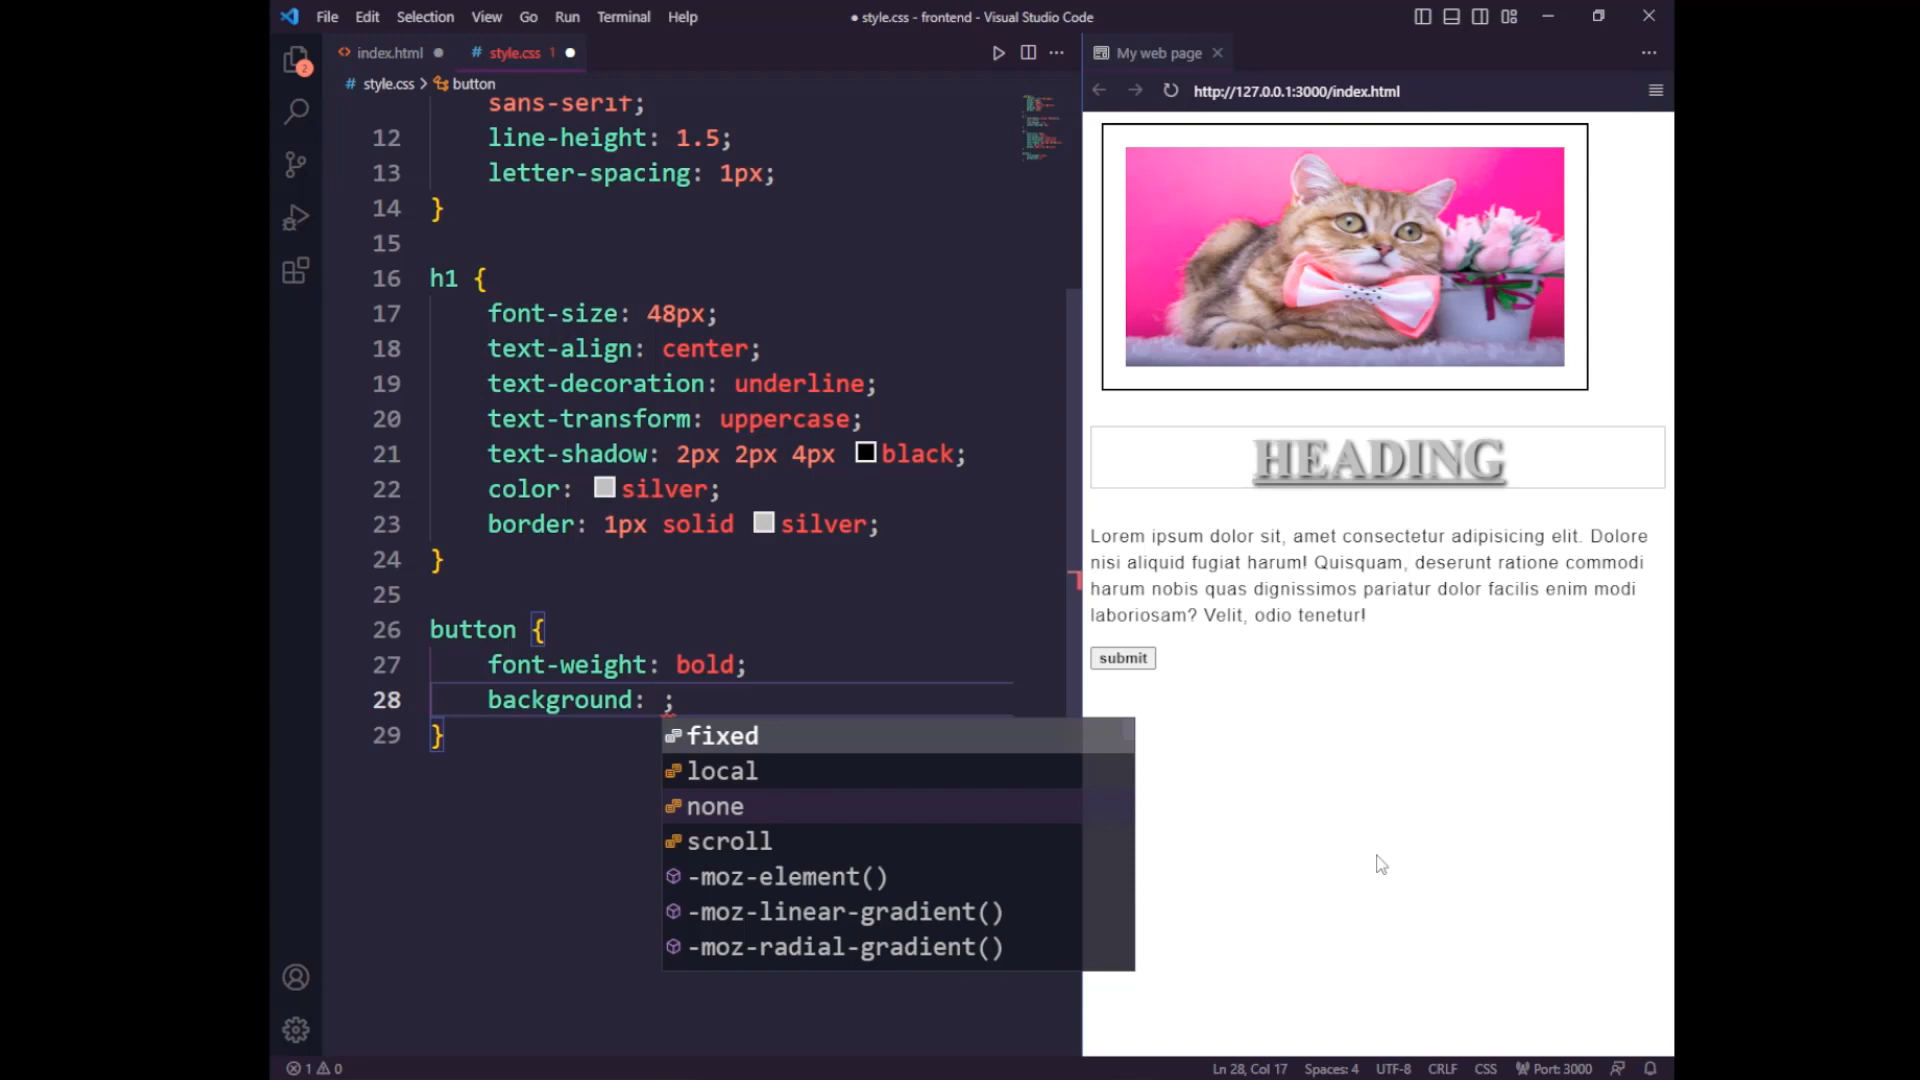 File Edit Selection View Go Run Terminal Help
● style.css - frontend - Visual Studio Code
2
<> index.html ●
# style.css 1 ●
My web page
# style.css > button
http://127.0.0.1:3000/index.html
sans-serif;
12 line-height: 1.5;
13 letter-spacing: 1px;
14 }
15
16 h1 {
17 font-size: 48px;
18 text-align: center;
19 text-decoration: underline;
20 text-transform: uppercase;
21 text-shadow: 2px 2px 4px black;
22 color: silver;
23 border: 1px solid silver;
24 }
25
26 button {
27 font-weight: bold;
28 background: ;
29 }
fixed
local
none
scroll
-moz-element()
-moz-linear-gradient()
-moz-radial-gradient()
HEADING
Lorem ipsum dolor sit, amet consectetur adipisicing elit. Dolore
nisi aliquid fugiat harum! Quisquam, deserunt ratione commodi
harum nobis quas dignissimos pariatur dolor facilis enim modi
laboriosam? Velit, odio tenetur!
submit
1 0
Ln 28, Col 17 Spaces: 4 UTF-8 CRLF CSS Port: 3000